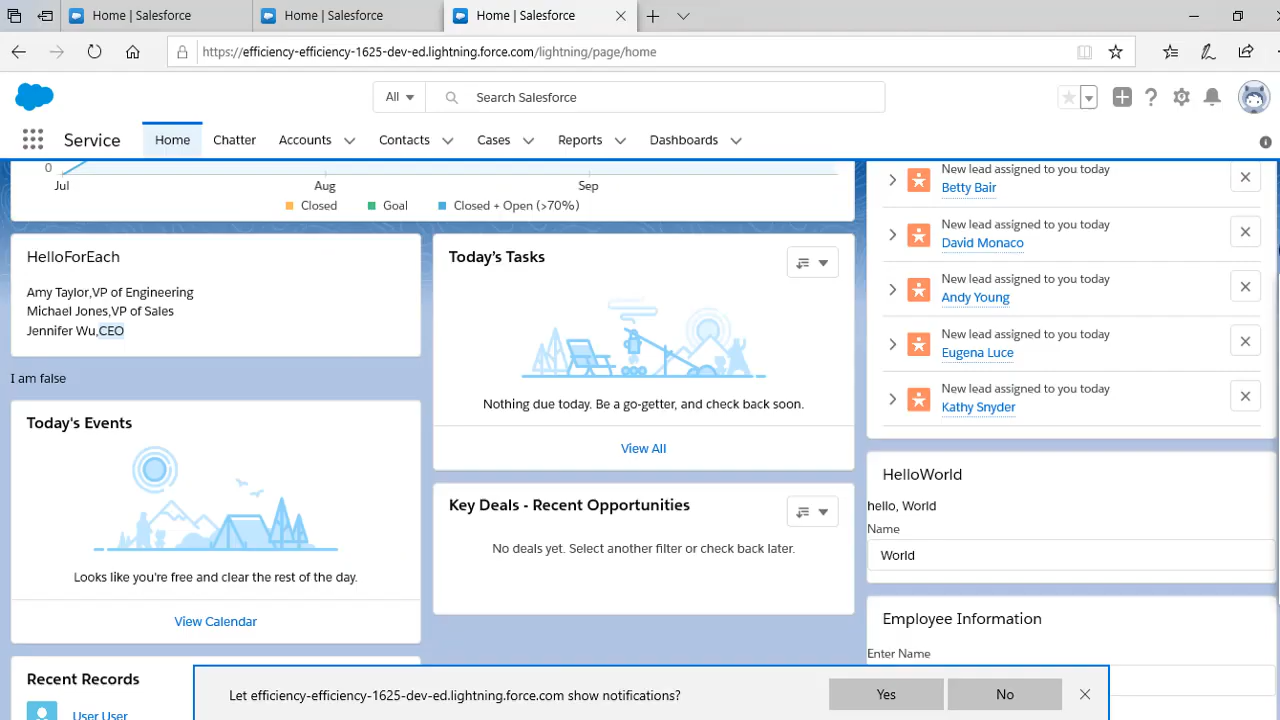 Home | Salesforce
Home | Salesforce
Home | Salesforce
https://efficiency-efficiency-1625-dev-ed.lightning.force.com/lightning/page/home
All
Search Salesforce
Service
Home
Chatter
Accounts
Contacts
Cases
Reports
Dashboards
0
Jul
Aug
Sep
Closed
Goal
Closed + Open (>70%)
HelloForEach
Amy Taylor,VP of Engineering
Michael Jones,VP of Sales
Jennifer Wu,CEO
I am false
Today's Events
Looks like you're free and clear the rest of the day.
View Calendar
Recent Records
User User
Today's Tasks
Nothing due today. Be a go-getter, and check back soon.
View All
Key Deals - Recent Opportunities
No deals yet. Select another filter or check back later.
New lead assigned to you today
Betty Bair
New lead assigned to you today
David Monaco
New lead assigned to you today
Andy Young
New lead assigned to you today
Eugena Luce
New lead assigned to you today
Kathy Snyder
HelloWorld
hello, World
Name
World
Employee Information
Enter Name
Let efficiency-efficiency-1625-dev-ed.lightning.force.com show notifications?
Yes
No